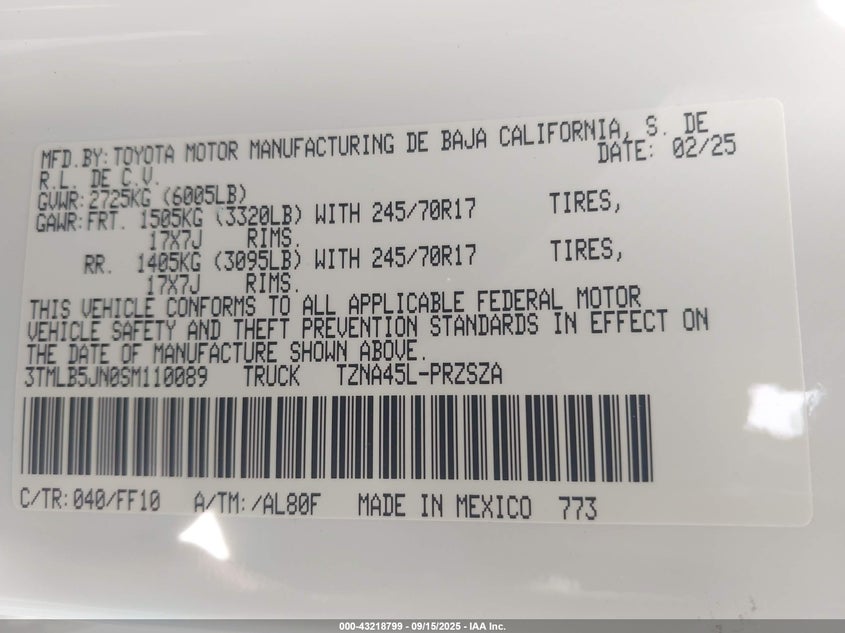 MFD.BY: TOYOTA MOTOR MANUFACTURING DE BAJA CALIFORNIA, S. DE
R.L. DE C.V. DATE: 02/25
GVWR: 2725KG (6005LB)
GAWR: FRT. 1505KG (3320LB) WITH 245/70R17 TIRES,
17X7J RIMS.
RR. 1405KG (3095LB) WITH 245/70R17 TIRES,
17X7J RIMS.
THIS VEHICLE CONFORMS TO ALL APPLICABLE FEDERAL MOTOR
VEHICLE SAFETY AND THEFT PREVENTION STANDARDS IN EFFECT ON
THE DATE OF MANUFACTURE SHOWN ABOVE.
3TMLB5JN0SM110089 TRUCK TZNA45L-PRZSZA
C/TR: 040/FF10 A/TM: /AL80F MADE IN MEXICO 773
000-43218799 - 09/15/2025 - IAA Inc.